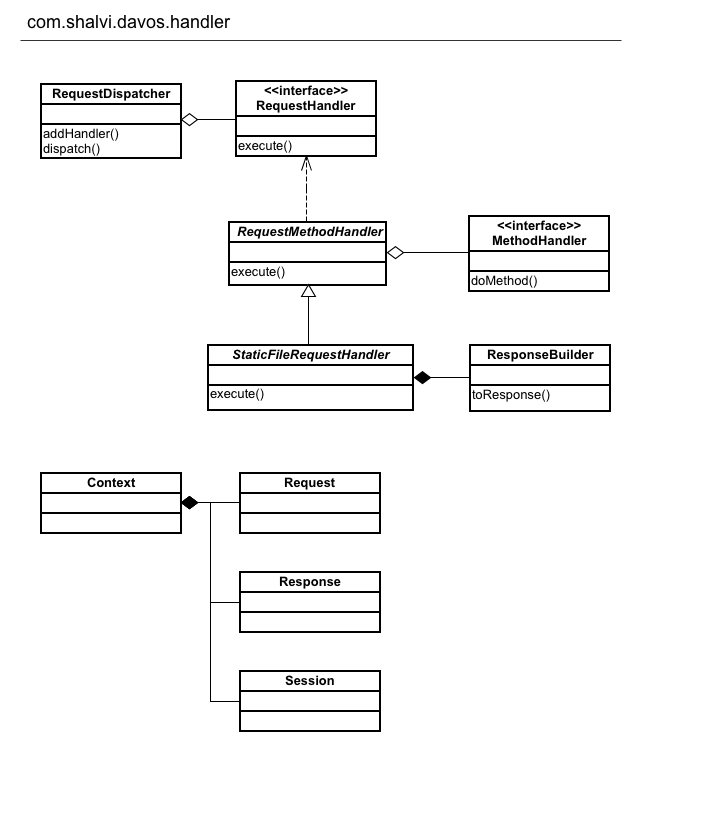 com.shalvi.davos.handler
RequestDispatcher
addHandler()
dispatch()
<<interface>>
RequestHandler
execute()
RequestMethodHandler
execute()
<<interface>>
MethodHandler
doMethod()
StaticFileRequestHandler
execute()
ResponseBuilder
toResponse()
Context
Request
Response
Session